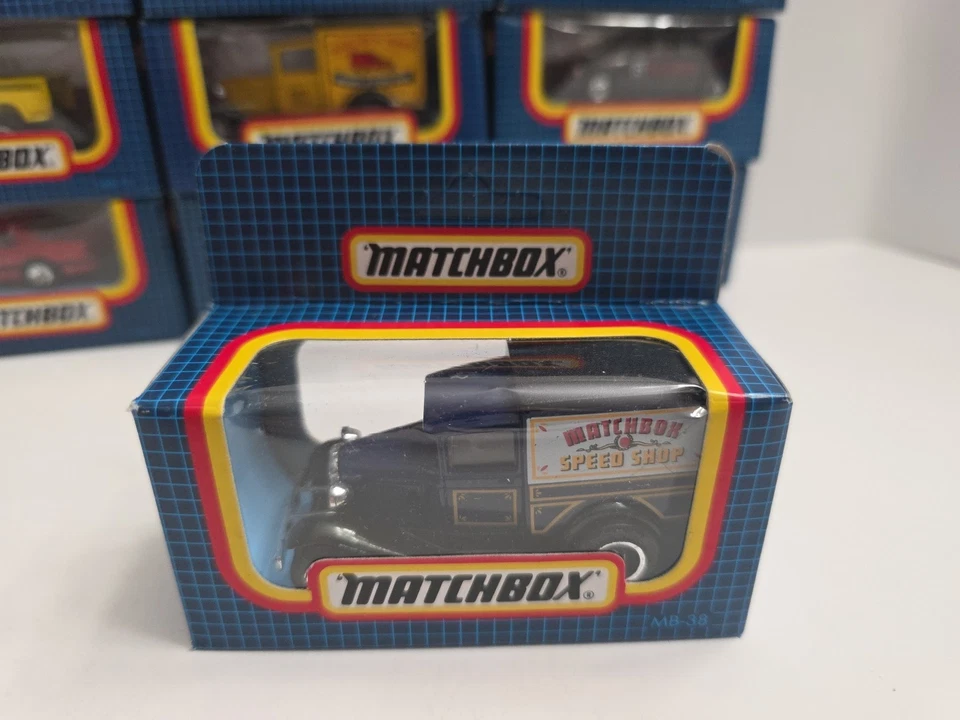 MATCHBOX
MATCHBOX
BOX
TCHBOX
"MATCHBOX"®
MATCHBOX
SPEED SHOP
"MATCHBOX"®
MB-38